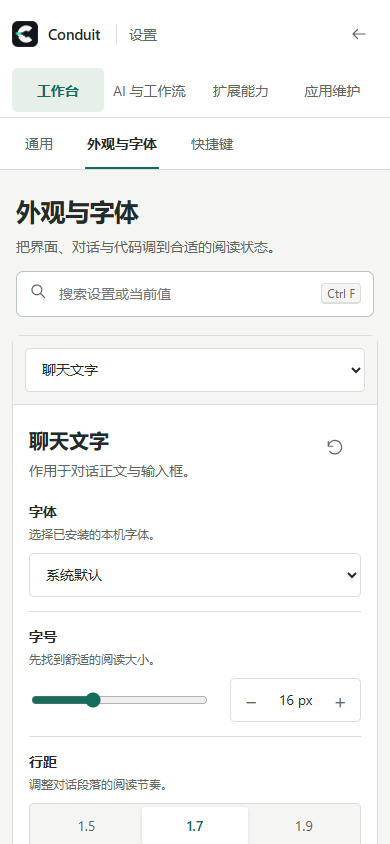 Conduit 设置
工作台 AI 与工作流 扩展能力 应用维护
通用 外观与字体 快捷键
外观与字体
把界面、对话与代码调到合适的阅读状态。
搜索设置或当前值 Ctrl F
聊天文字
聊天文字
作用于对话正文与输入框。
字体
选择已安装的本机字体。
系统默认
字号
先找到舒适的阅读大小。
− 16 px +
行距
调整对话段落的阅读节奏。
1.5 1.7 1.9